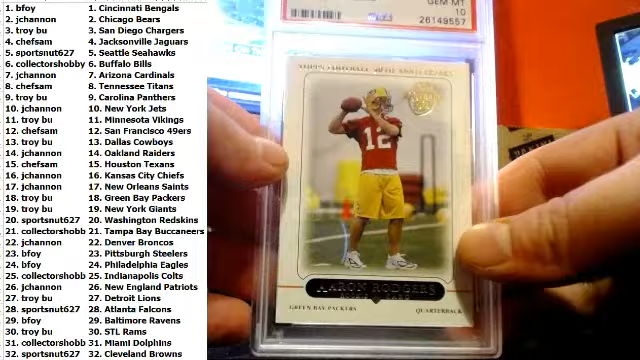 1. bfoy 1. Cincinnati Bengals
2. jchannon 2. Chicago Bears
3. troy bu 3. San Diego Chargers
4. chefsam 4. Jacksonville Jaguars
5. sportsnut627 5. Seattle Seahawks
6. collectorshobby 6. Buffalo Bills
7. jchannon 7. Arizona Cardinals
8. chefsam 8. Tennessee Titans
9. troy bu 9. Carolina Panthers
10. jchannon 10. New York Jets
11. troy bu 11. Minnesota Vikings
12. chefsam 12. San Francisco 49ers
13. troy bu 13. Dallas Cowboys
14. jchannon 14. Oakland Raiders
15. chefsam 15. Houston Texans
16. jchannon 16. Kansas City Chiefs
17. jchannon 17. New Orleans Saints
18. troy bu 18. Green Bay Packers
19. troy bu 19. New York Giants
20. sportsnut627 20. Washington Redskins
21. collectorshobb 21. Tampa Bay Buccaneers
22. jchannon 22. Denver Broncos
23. bfoy 23. Pittsburgh Steelers
24. bfoy 24. Philadelphia Eagles
25. collectorshobb 25. Indianapolis Colts
26. jchannon 26. New England Patriots
27. troy bu 27. Detroit Lions
28. sportsnut627 28. Atlanta Falcons
29. bfoy 29. Baltimore Ravens
30. troy bu 30. STL Rams
31. collectorshobb 31. Miami Dolphins
32. sportsnut627 32. Cleveland Browns
GEM MT
10
26149557
12
AARON RODGERS
GREEN BAY PACKERS QUARTERBACK